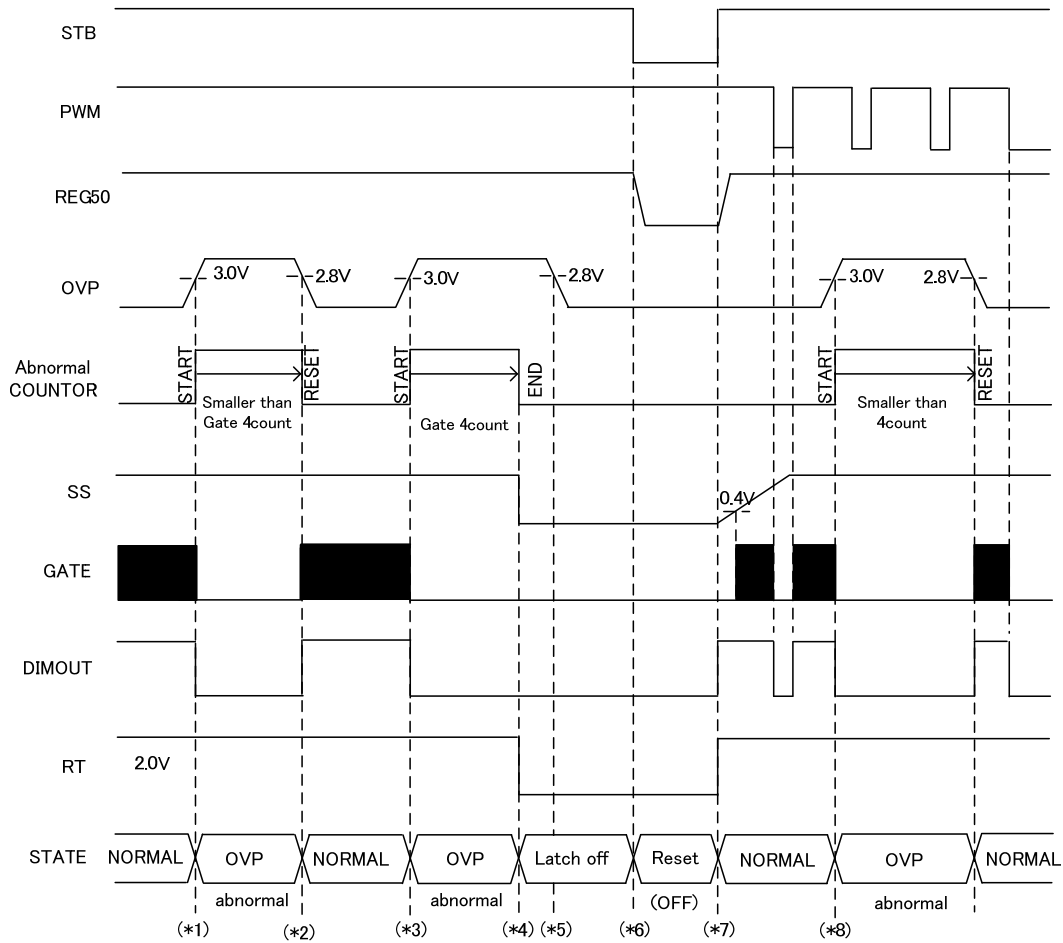 STB
PWM
REG50
OVP
3.0V
2.8V
3.0V
2.8V
3.0V
2.8V
Abnormal
COUNTOR
START
RESET
START
END
START
RESET
Smaller than
Gate 4count
Gate 4count
Smaller than
4count
SS
0.4V
GATE
DIMOUT
RT
2.0V
STATE
NORMAL
OVP
NORMAL
OVP
Latch off
Reset
NORMAL
OVP
NORMAL
abnormal
abnormal
(OFF)
abnormal
(*1)
(*2)
(*3)
(*4)
(*5)
(*6)
(*7)
(*8)